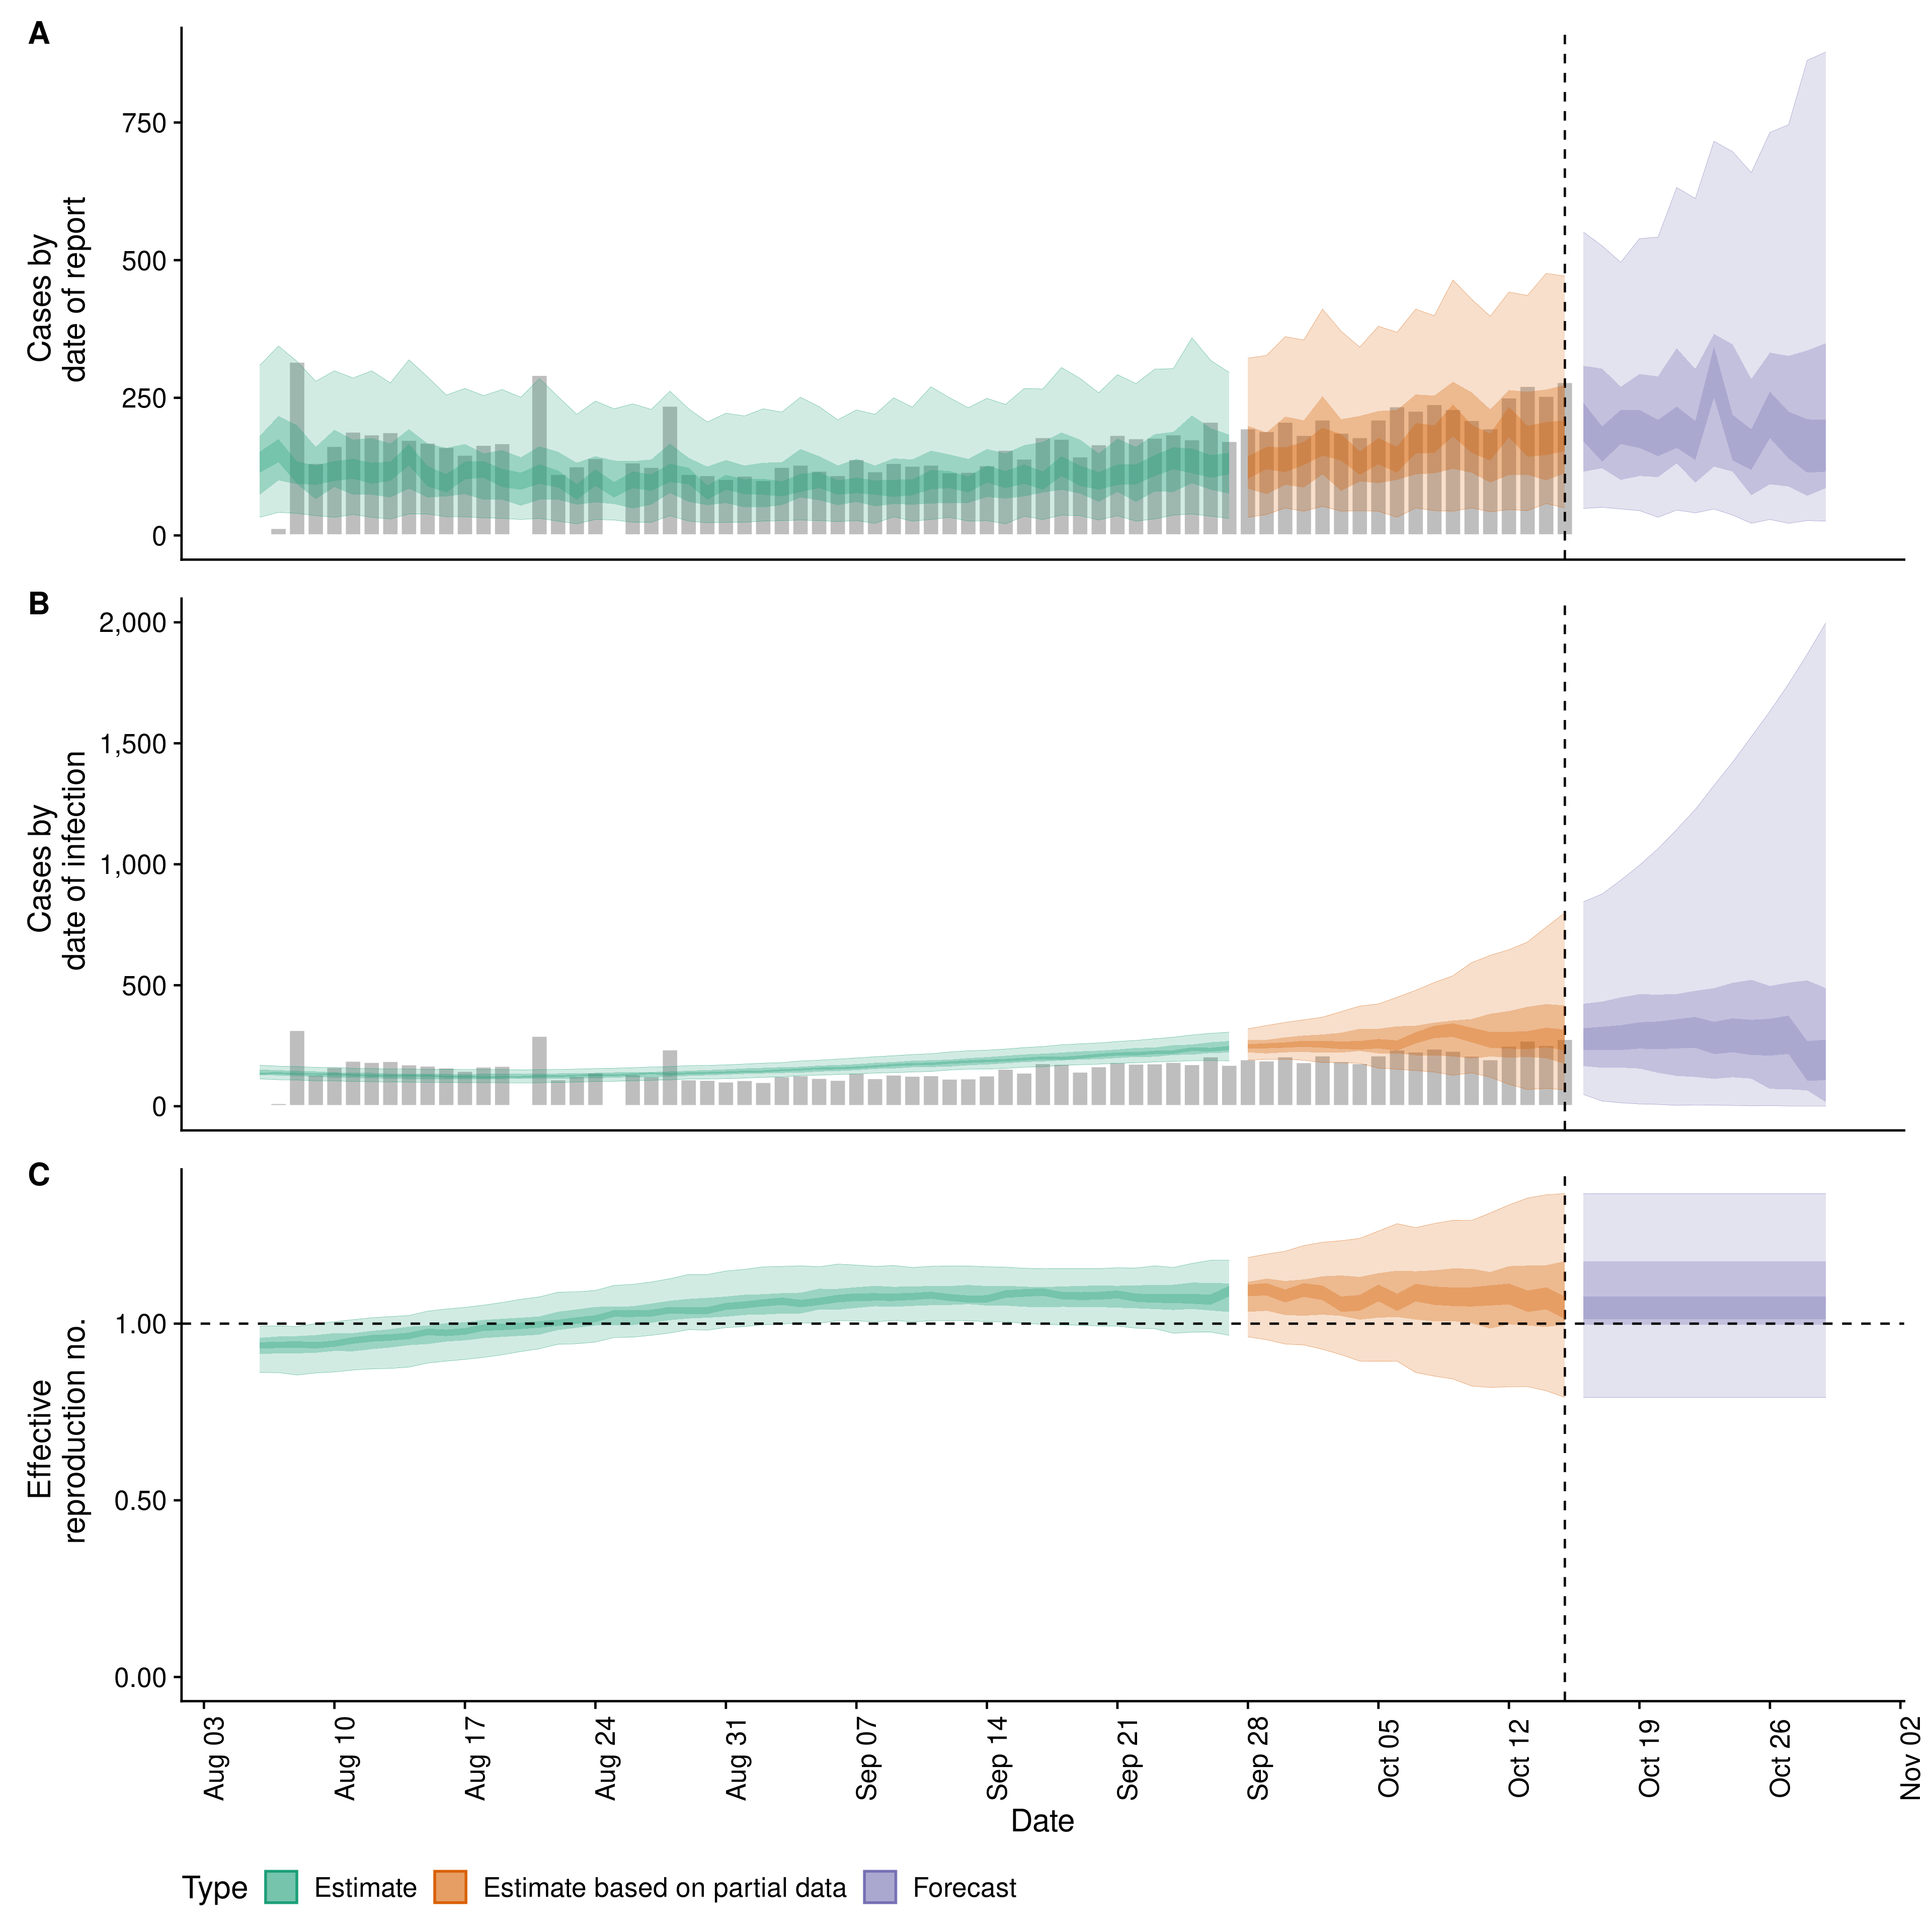 A
Cases by
date of report
750
500
250
0
B
Cases by
date of infection
2,000
1,500
1,000
500
0
C
Effective
reproduction no.
1.00
0.50
0.00
Aug 03
Aug 10
Aug 17
Aug 24
Aug 31
Sep 07
Sep 14
Sep 21
Sep 28
Oct 05
Oct 12
Oct 19
Oct 26
Nov 02
Date
Type Estimate Estimate based on partial data Forecast